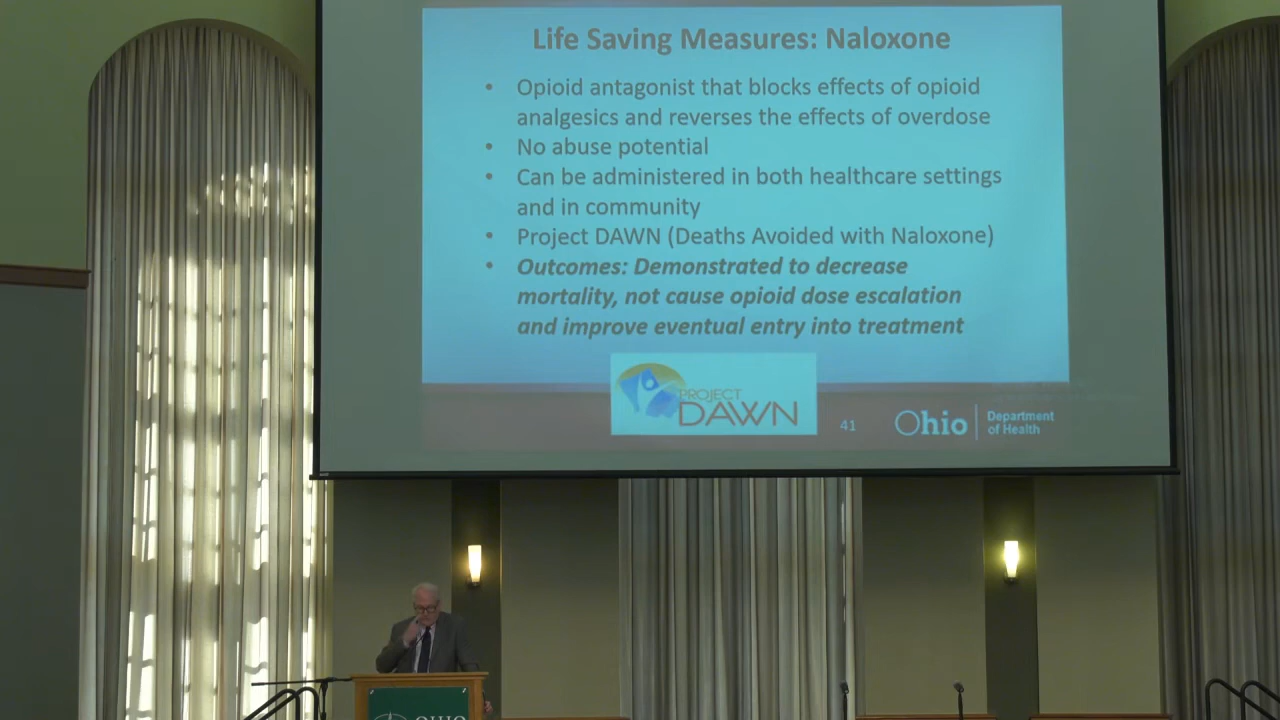 Life Saving Measures: Naloxone
• Opioid antagonist that blocks effects of opioid
analgesics and reverses the effects of overdose
• No abuse potential
• Can be administered in both healthcare settings
and in community
• Project DAWN (Deaths Avoided with Naloxone)
• Outcomes: Demonstrated to decrease
mortality, not cause opioid dose escalation
and improve eventual entry into treatment
PROJECT
DAWN
41
Ohio
Department
of Health
OHIO